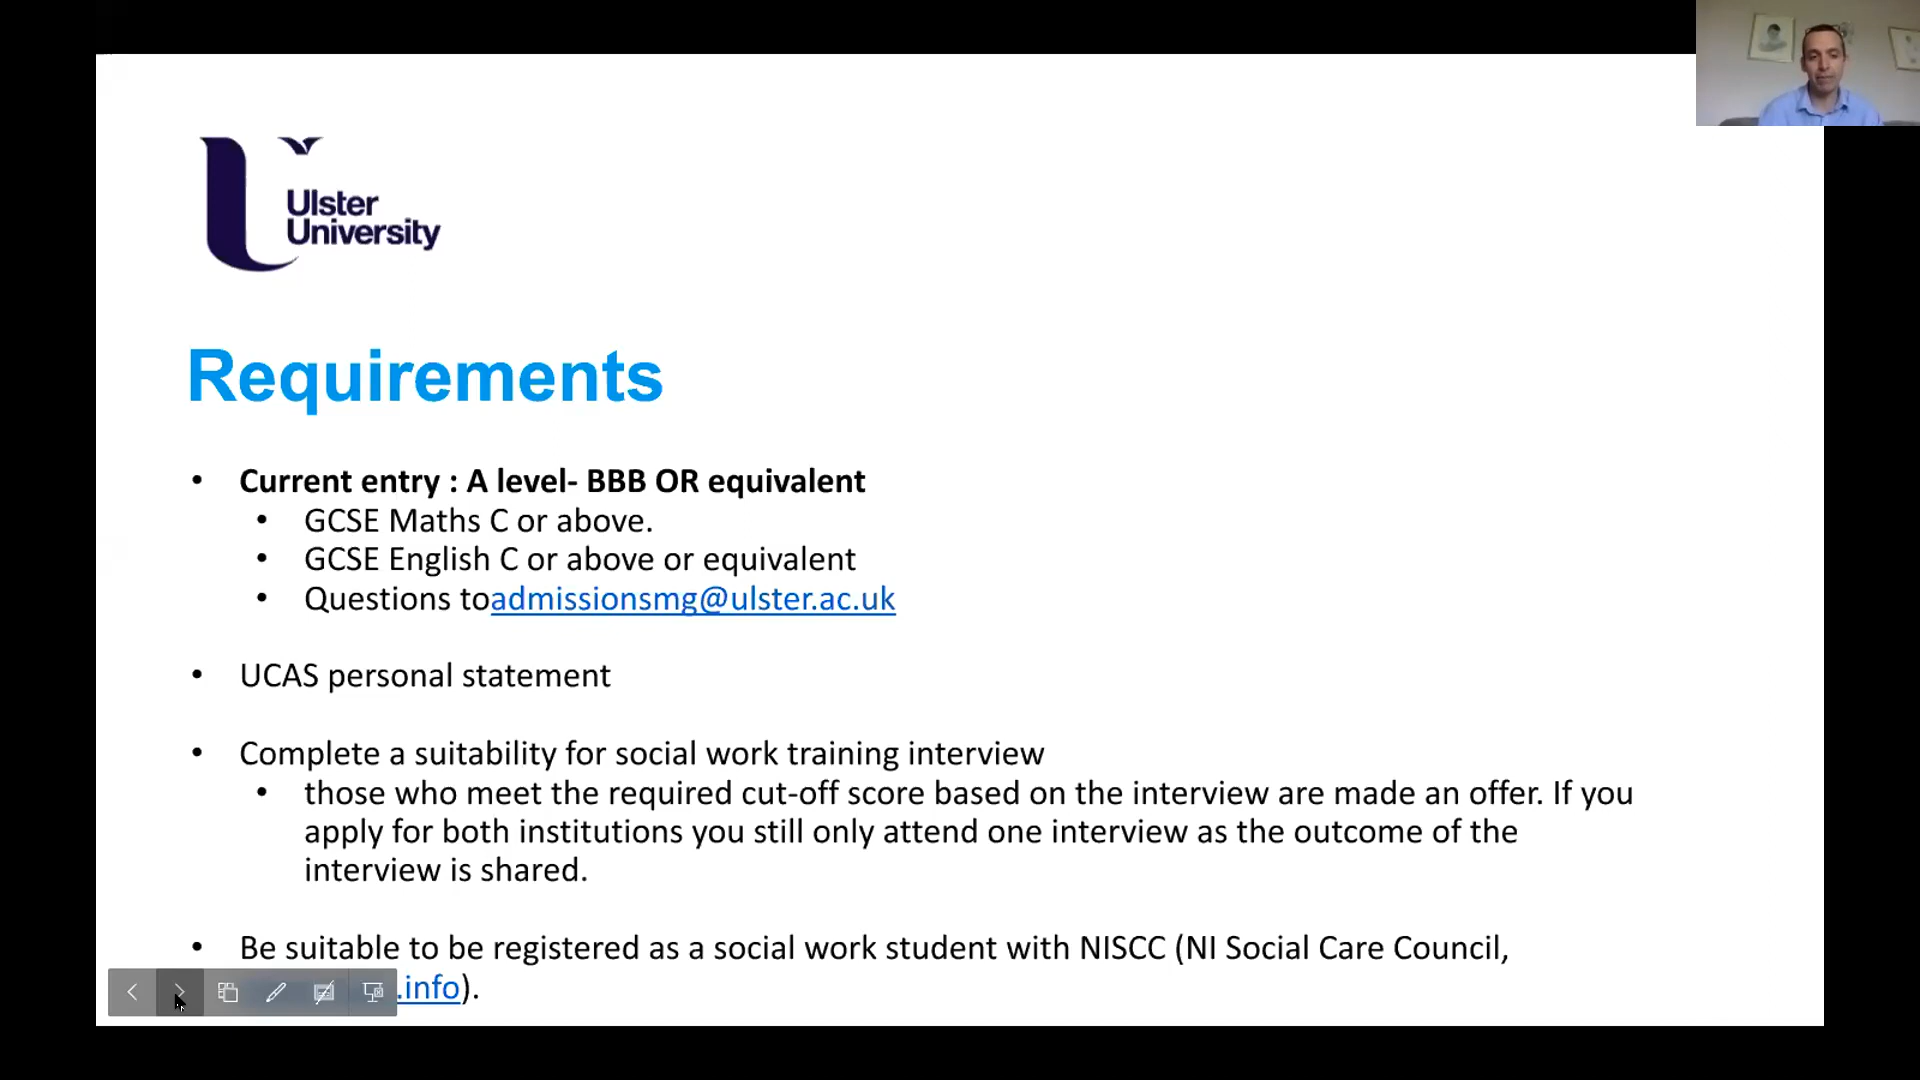 Ulster
University
Requirements
• Current entry : A level- BBB OR equivalent
• GCSE Maths C or above.
• GCSE English C or above or equivalent
• Questions toadmissionsmg@ulster.ac.uk
• UCAS personal statement
• Complete a suitability for social work training interview
• those who meet the required cut-off score based on the interview are made an offer. If you
apply for both institutions you still only attend one interview as the outcome of the
interview is shared.
• Be suitable to be registered as a social work student with NISCC (NI Social Care Council,
.info).